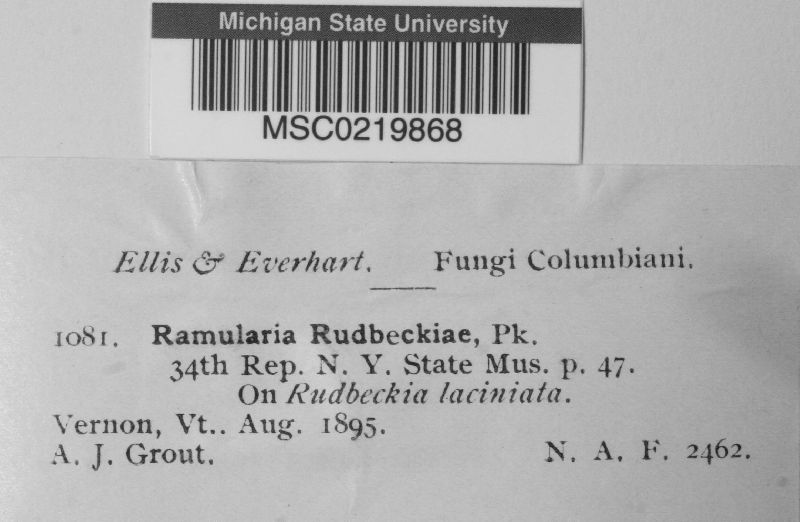 Michigan State University
MSC0219868
Ellis & Everhart. Fungi Columbiani.
1081. Ramularia Rudbeckiae, Pk.
34th Rep. N. Y. State Mus. p. 47.
On Rudbeckia laciniata.
Vernon, Vt.. Aug. 1895.
A. J. Grout. N. A. F. 2462.